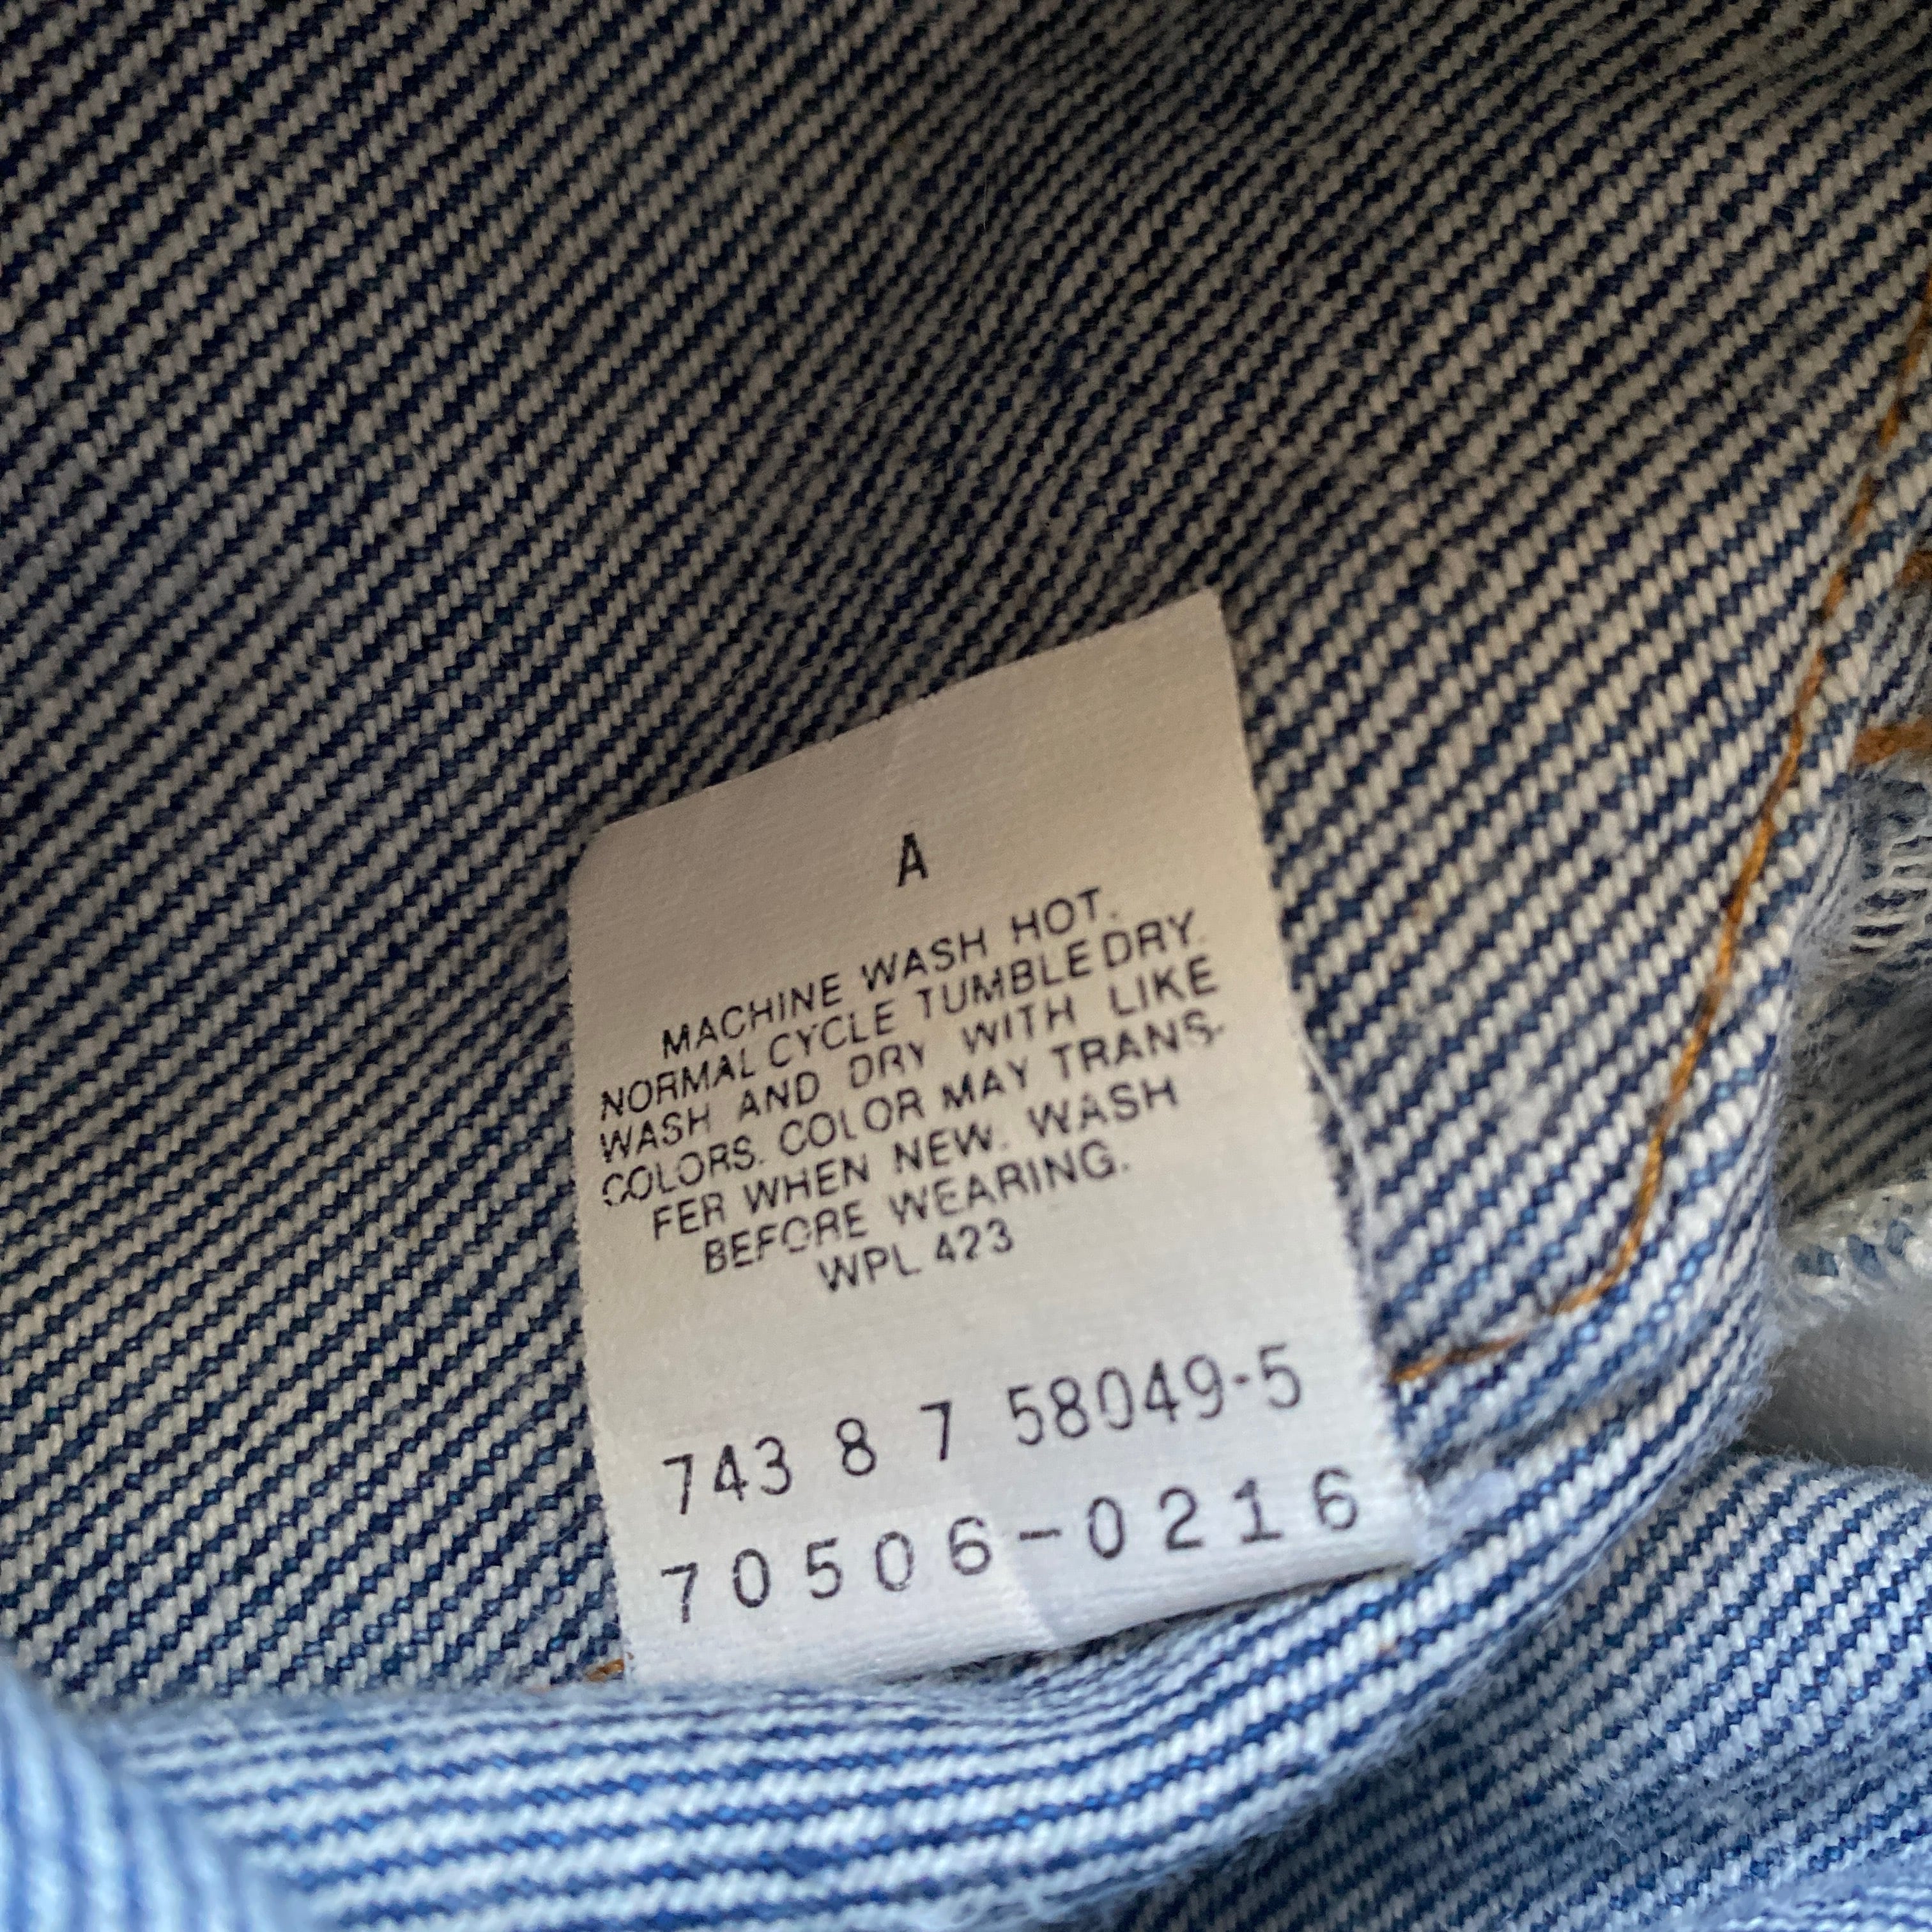 A
MACHINE WASH HOT.
NORMAL CYCLE TUMBLE DRY.
WASH AND DRY WITH LIKE
COLORS. COLOR MAY TRANS-
FER WHEN NEW. WASH
BEFORE WEARING.
WPL 423
743 8 7 58049-5
70506-0216